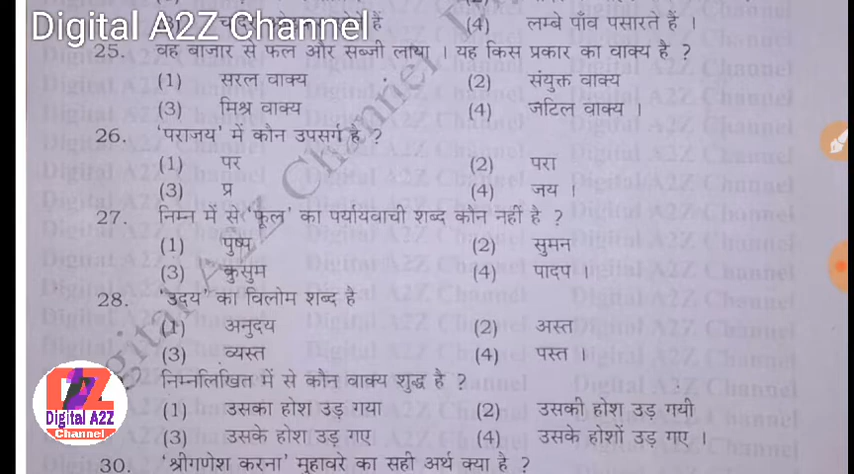 Digital A2Z Channel
(4) लम्बे पाँव पसारते है ।
25. वह बाजार से फल और सब्जी लाया । यह किस प्रकार का वाक्य है ?
(1) सरल वाक्य (2) संयुक्त वाक्य
(3) मिश्र वाक्य (4) जटिल वाक्य ।
26. 'पराजय' में कौन उपसर्ग है ?
(1) पर (2) परा
(3) प्र (4) जय ।
27. निम्न में से 'फूल' का पर्यायवाची शब्द कौन नहीं है ?
(1) पुष्प (2) सुमन
(3) कुसुम (4) पादप ।
28. 'उदय' का विलोम शब्द है
(1) अनुदय (2) अस्त
(3) व्यस्त (4) पस्त ।
निम्नलिखित में से कौन वाक्य शुद्ध है ?
(1) उसका होश उड़ गया (2) उसकी होश उड़ गयी
(3) उसके होश उड़ गए (4) उसके होशों उड़ गए ।
30. 'श्रीगणेश करना' मुहावरे का सही अर्थ क्या है ?
Digital A2Z
Channel